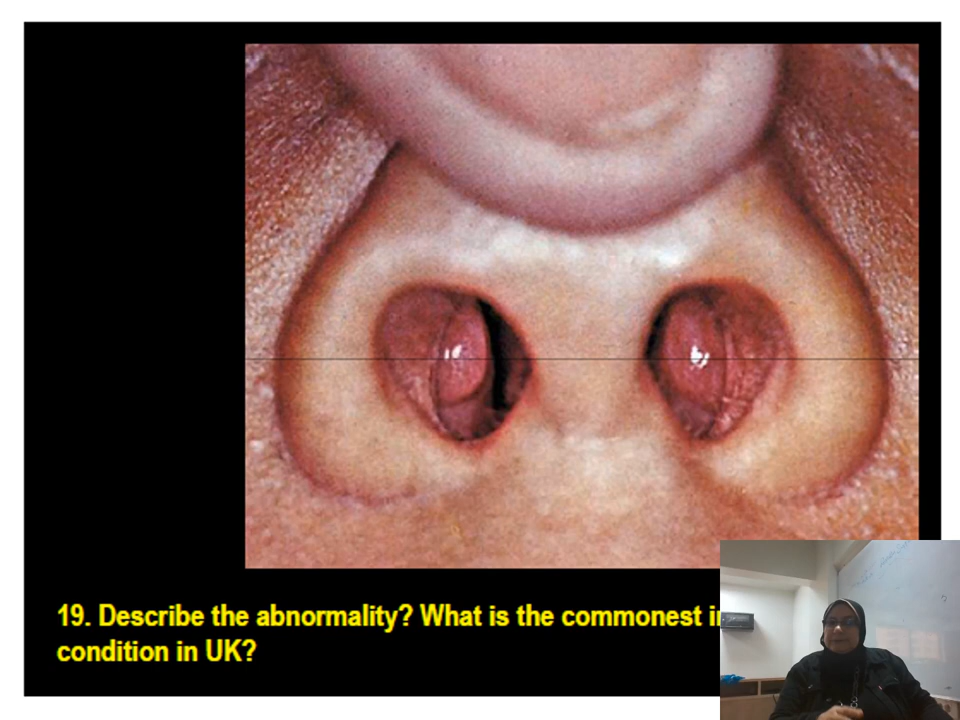 19. Describe the abnormality? What is the commonest
condition in UK?